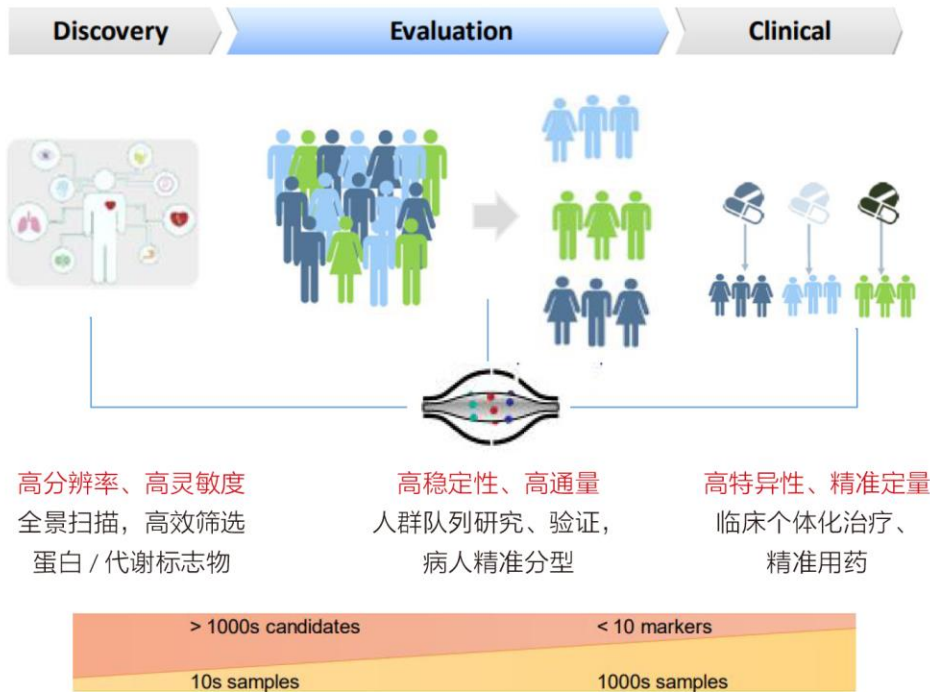 Discovery
Evaluation
Clinical
高分辨率、高灵敏度
全景扫描，高效筛选
蛋白 / 代谢标志物
高稳定性、高通量
人群队列研究、验证，
病人精准分型
高特异性、精准定量
临床个体化治疗、
精准用药
> 1000s candidates
< 10 markers
10s samples
1000s samples